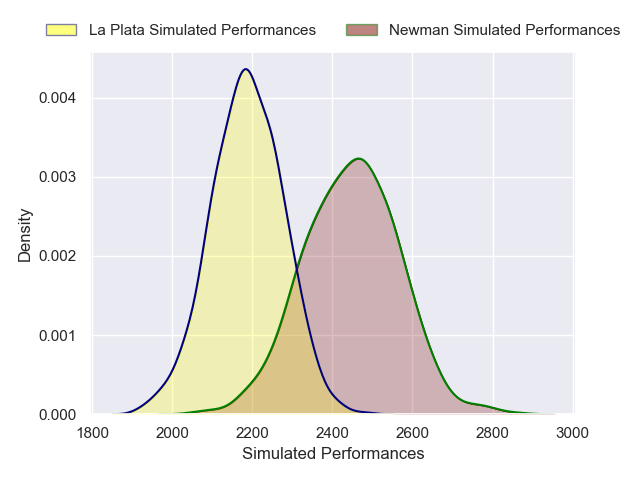 La Plata Simulated Performances Newman Simulated Performances
0.004
0.003
0.002
0.001
0.000
Density
1800 2000 2200 2400 2600 2800 3000
Simulated Performances